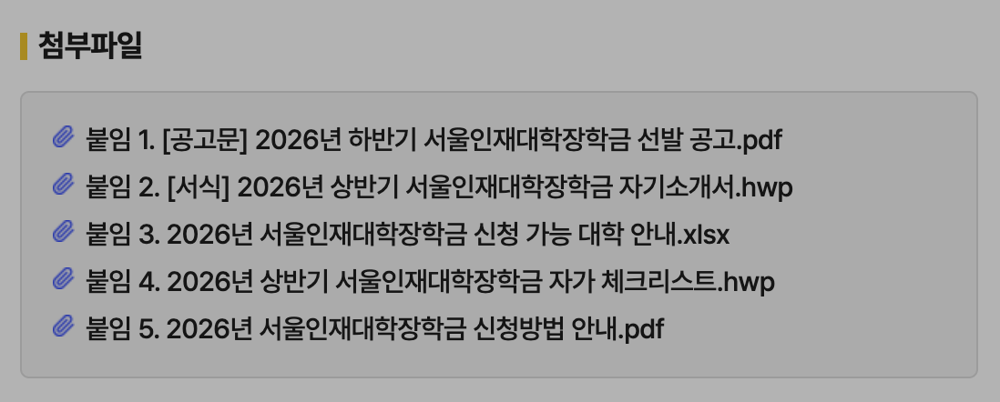 첨부파일
붙임 1. [공고문] 2026년 하반기 서울인재대학장학금 선발 공고.pdf
붙임 2. [서식] 2026년 상반기 서울인재대학장학금 자기소개서.hwp
붙임 3. 2026년 서울인재대학장학금 신청 가능 대학 안내.xlsx
붙임 4. 2026년 상반기 서울인재대학장학금 자가 체크리스트.hwp
붙임 5. 2026년 서울인재대학장학금 신청방법 안내.pdf